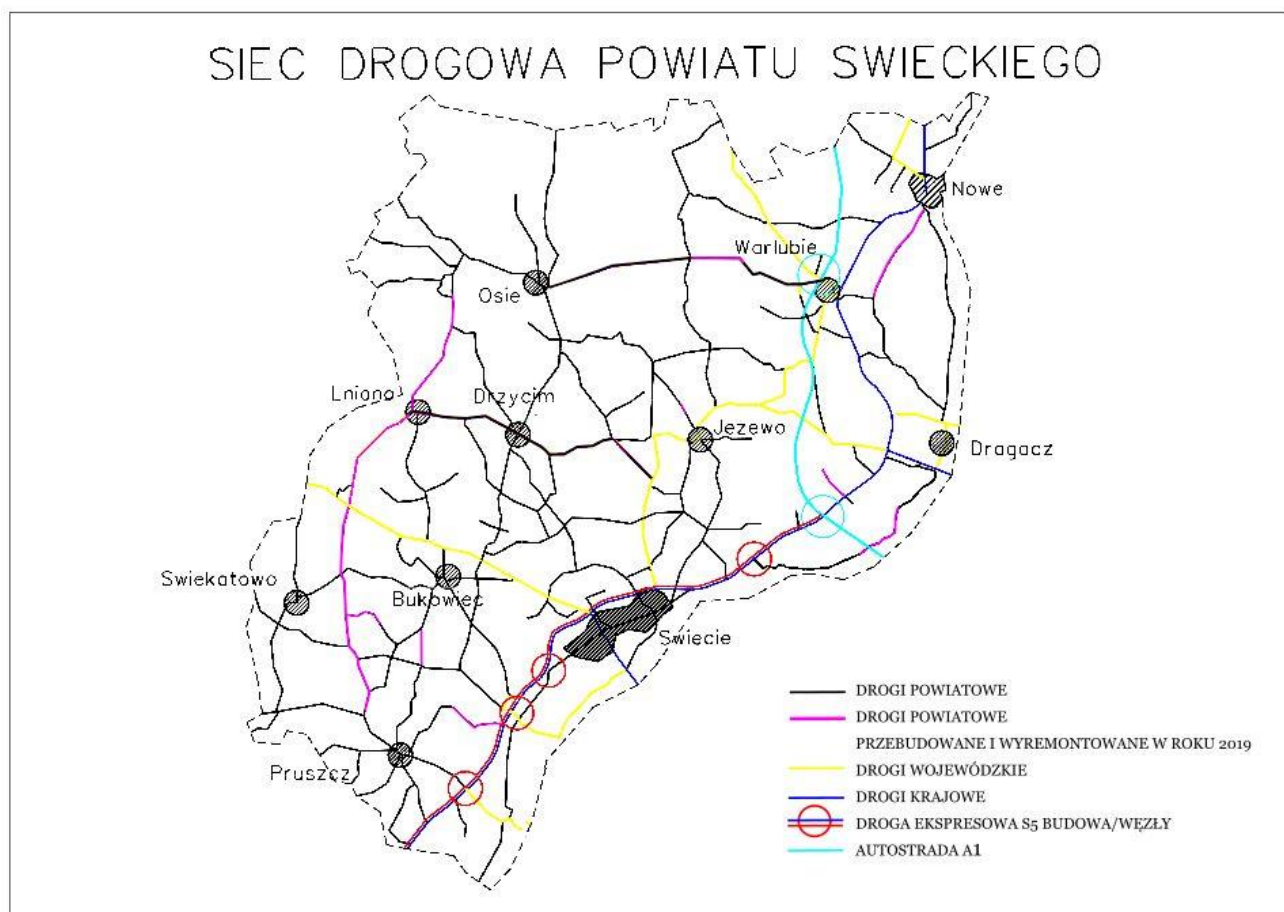 SIEC DROGOWA POWIATU SWIECKIEGO
Nowe
Warlubie
Osie
Lniano
Drzycim
Jezewo
Dragacz
Swiekatowo
Bukowiec
Swiecie
Pruszcz
DROGI POWIATOWE
DROGI POWIATOWE
PRZEBUDOWANE I WYREMONTOWANE W ROKU 2019
DROGI WOJEWÓDZKIE
DROGI KRAJOWE
DROGA EKSPRESOWA S5 BUDOWA/WĘZŁY
AUTOSTRADA A1